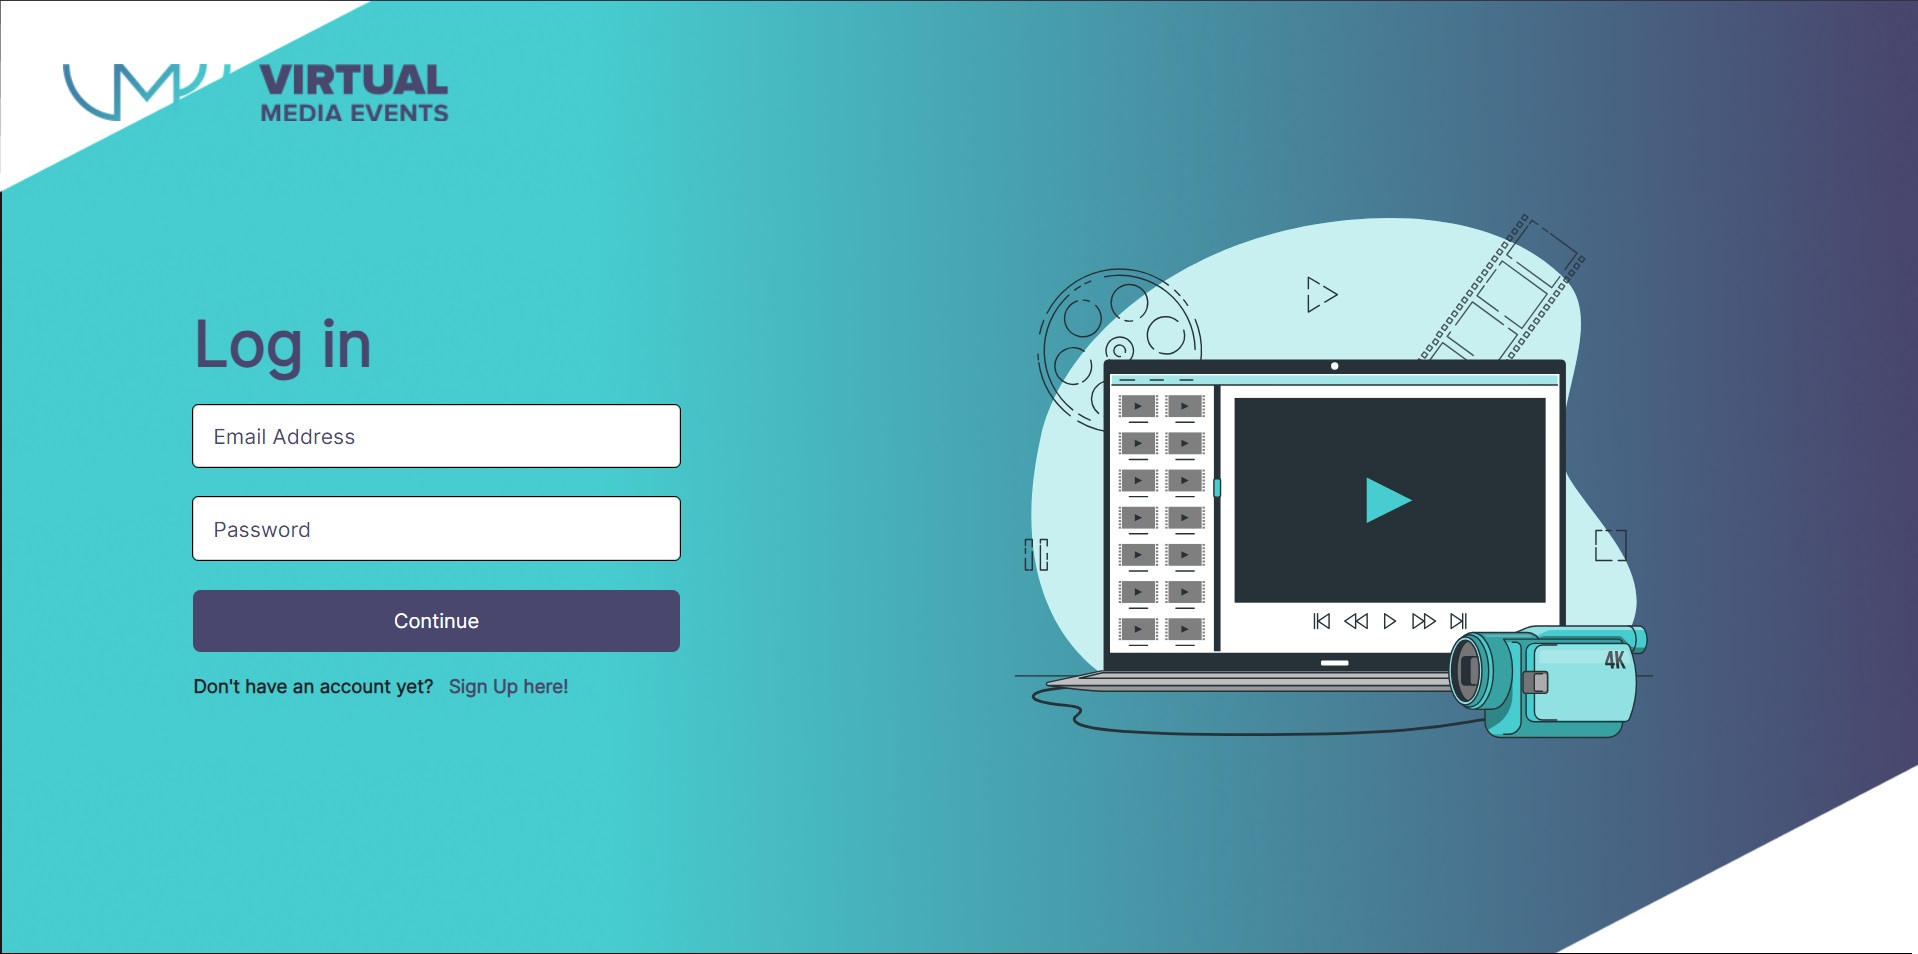 VIRTUAL
MEDIA EVENTS
Log in
Email Address
Password
Continue
Don't have an account yet? Sign Up here!
4K